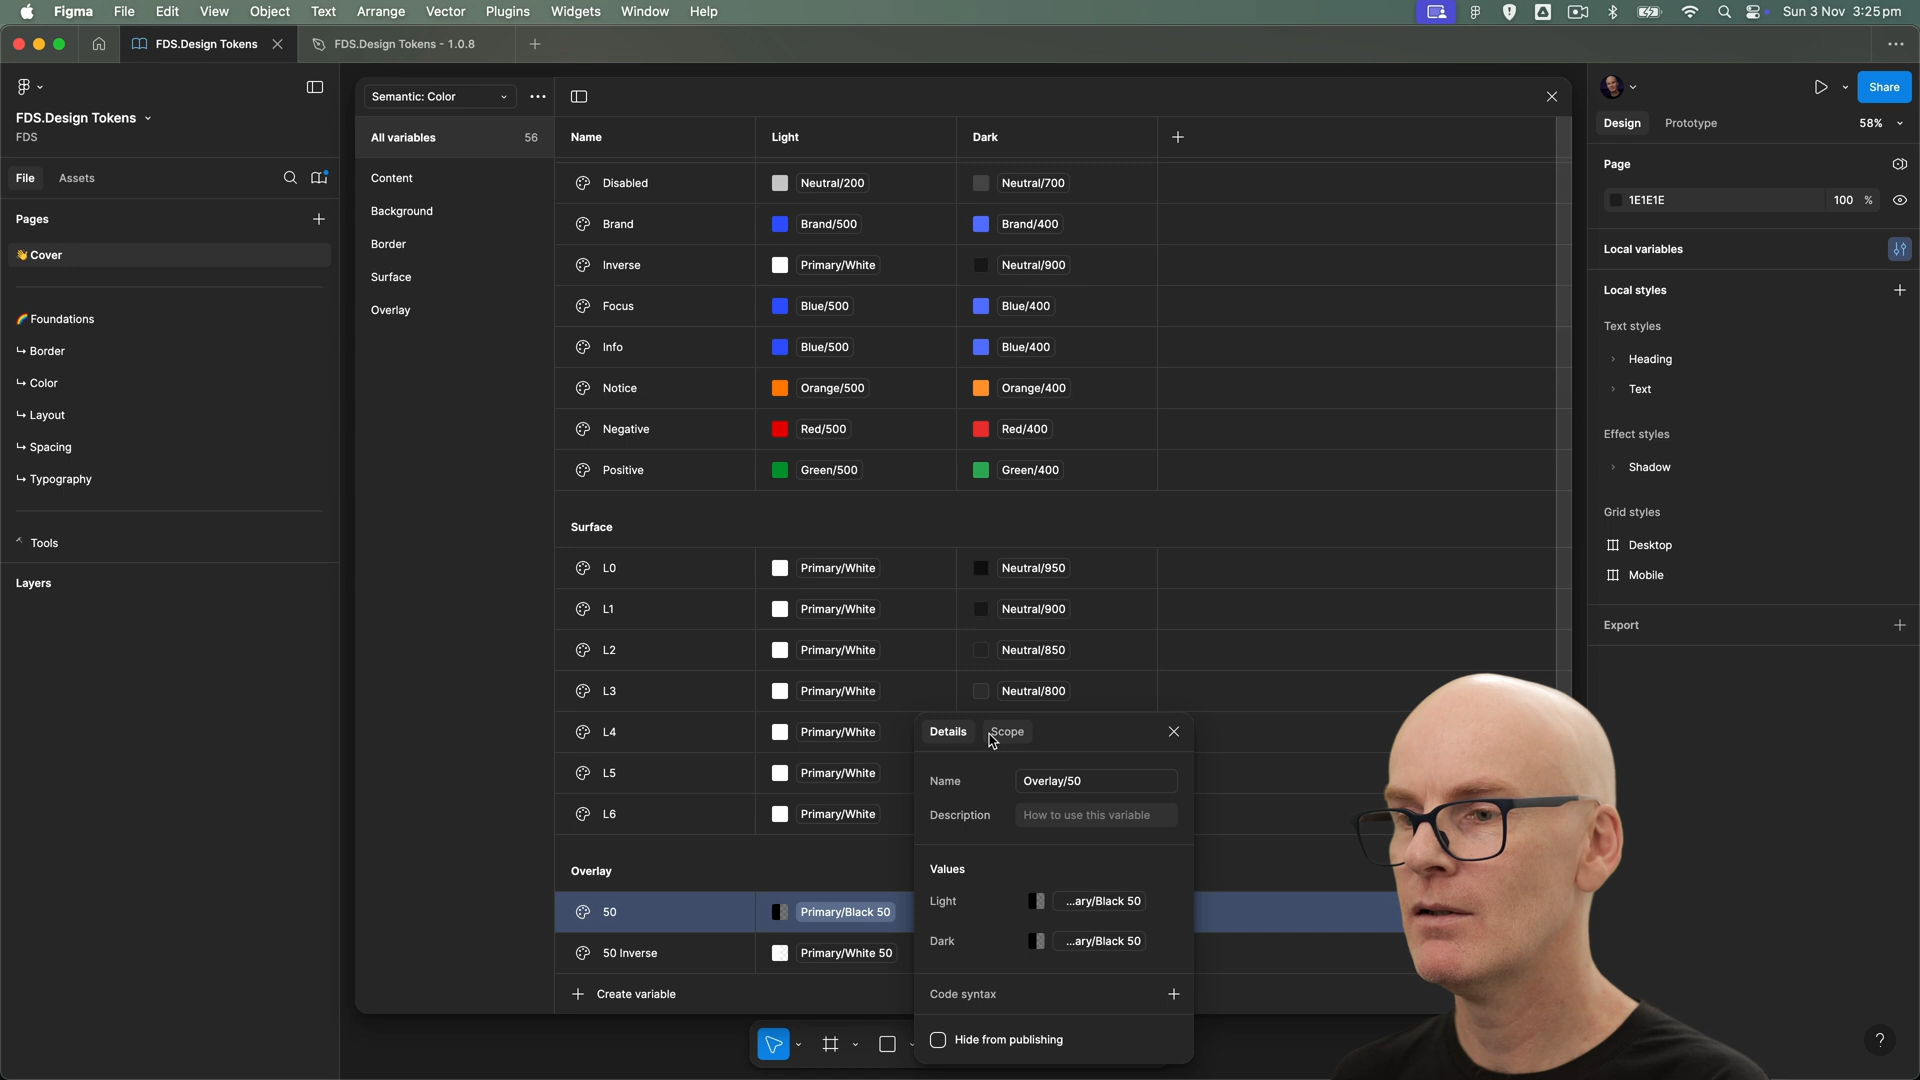 Figma File Edit View Object Text Arrange Vector Plugins Widgets Window Help Sun 3 Nov 3:25 pm
FDS.Design Tokens FDS.Design Tokens - 1.0.8
FDS.Design Tokens
FDS
File Assets
Pages
👋 Cover
🌈 Foundations
↳ Border
↳ Color
↳ Layout
↳ Spacing
↳ Typography
Tools
Layers
Semantic: Color
All variables 56
Content
Background
Border
Surface
Overlay
Name Light Dark
Disabled Neutral/200 Neutral/700
Brand Brand/500 Brand/400
Inverse Primary/White Neutral/900
Focus Blue/500 Blue/400
Info Blue/500 Blue/400
Notice Orange/500 Orange/400
Negative Red/500 Red/400
Positive Green/500 Green/400
Surface
L0 Primary/White Neutral/950
L1 Primary/White Neutral/900
L2 Primary/White Neutral/850
L3 Primary/White Neutral/800
L4 Primary/White
L5 Primary/White
L6 Primary/White
Overlay
50 Primary/Black 50
50 Inverse Primary/White 50
Create variable
Details Scope
Name Overlay/50
Description How to use this variable
Values
Light ...ary/Black 50
Dark ...ary/Black 50
Code syntax
Hide from publishing
Share
Design Prototype 58%
Page
1E1E1E 100 %
Local variables
Local styles
Text styles
Heading
Text
Effect styles
Shadow
Grid styles
Desktop
Mobile
Export
?